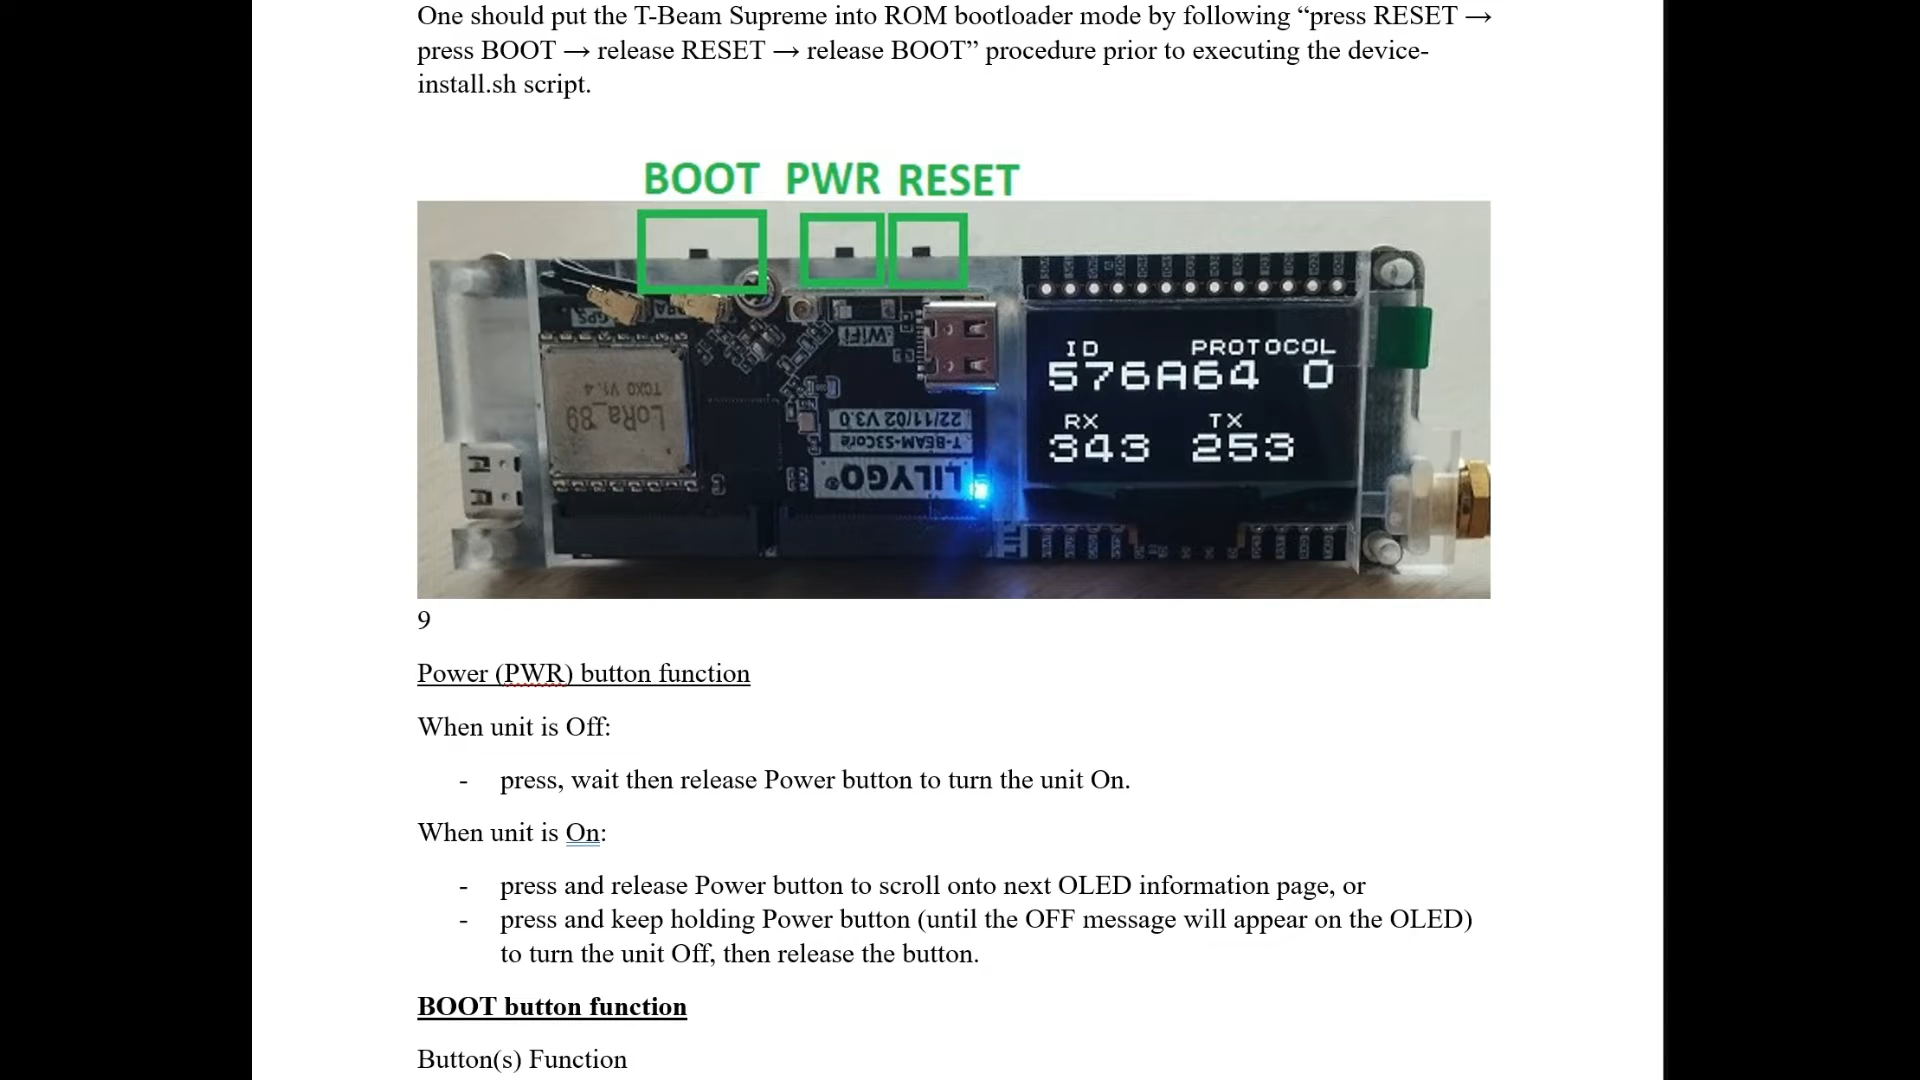 One should put the T-Beam Supreme into ROM bootloader mode by following “press RESET →
press BOOT → release RESET → release BOOT” procedure prior to executing the device-
install.sh script.
BOOT PWR RESET
GPS
WiFi
ID PROTOCOL
576A64 0
RX TX
343 253
TCXO V1.4
LoRa_89
22/11/02 V3.0
T-BEAM-S3Core
LILYGO®
9
Power (PWR) button function
When unit is Off:
- press, wait then release Power button to turn the unit On.
When unit is On:
- press and release Power button to scroll onto next OLED information page, or
- press and keep holding Power button (until the OFF message will appear on the OLED)
to turn the unit Off, then release the button.
BOOT button function
Button(s) Function